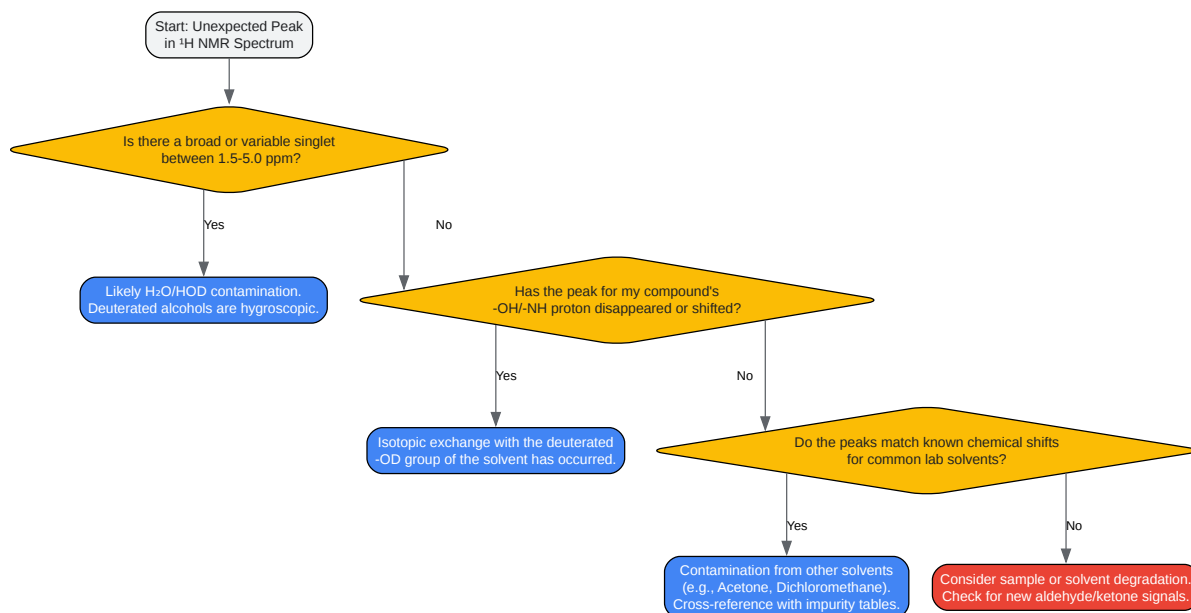 Start: Unexpected Peak
in ¹H NMR Spectrum
Is there a broad or variable singlet
between 1.5-5.0 ppm?
Yes
No
Likely H₂O/HOD contamination.
Deuterated alcohols are hygroscopic.
Has the peak for my compound's
-OH/-NH proton disappeared or shifted?
Yes
No
Isotopic exchange with the deuterated
-OD group of the solvent has occurred.
Do the peaks match known chemical shifts
for common lab solvents?
Yes
No
Contamination from other solvents
(e.g., Acetone, Dichloromethane).
Cross-reference with impurity tables.
Consider sample or solvent degradation.
Check for new aldehyde/ketone signals.